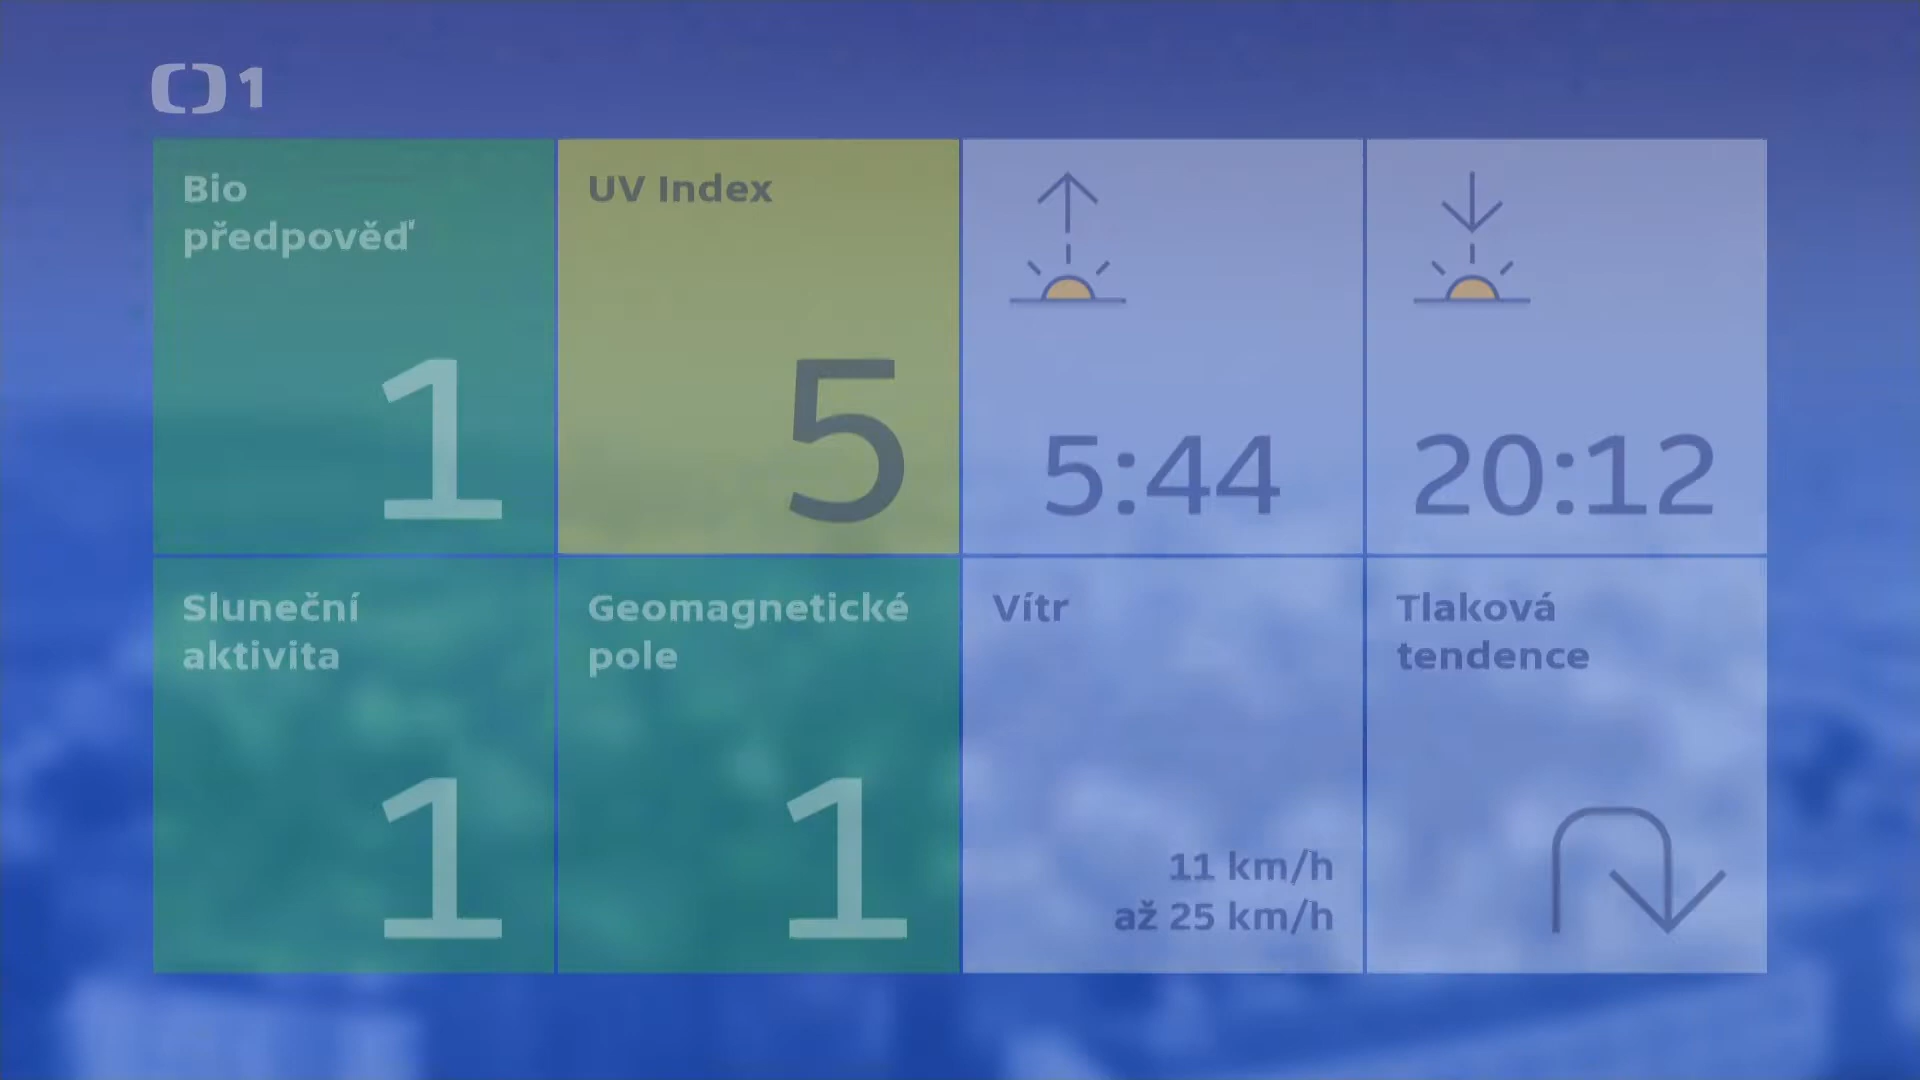 1
Bio
předpověď
1
UV Index
5
5:44
20:12
Sluneční
aktivita
1
Geomagnetické
pole
1
Vítr
11 km/h
až 25 km/h
Tlaková
tendence